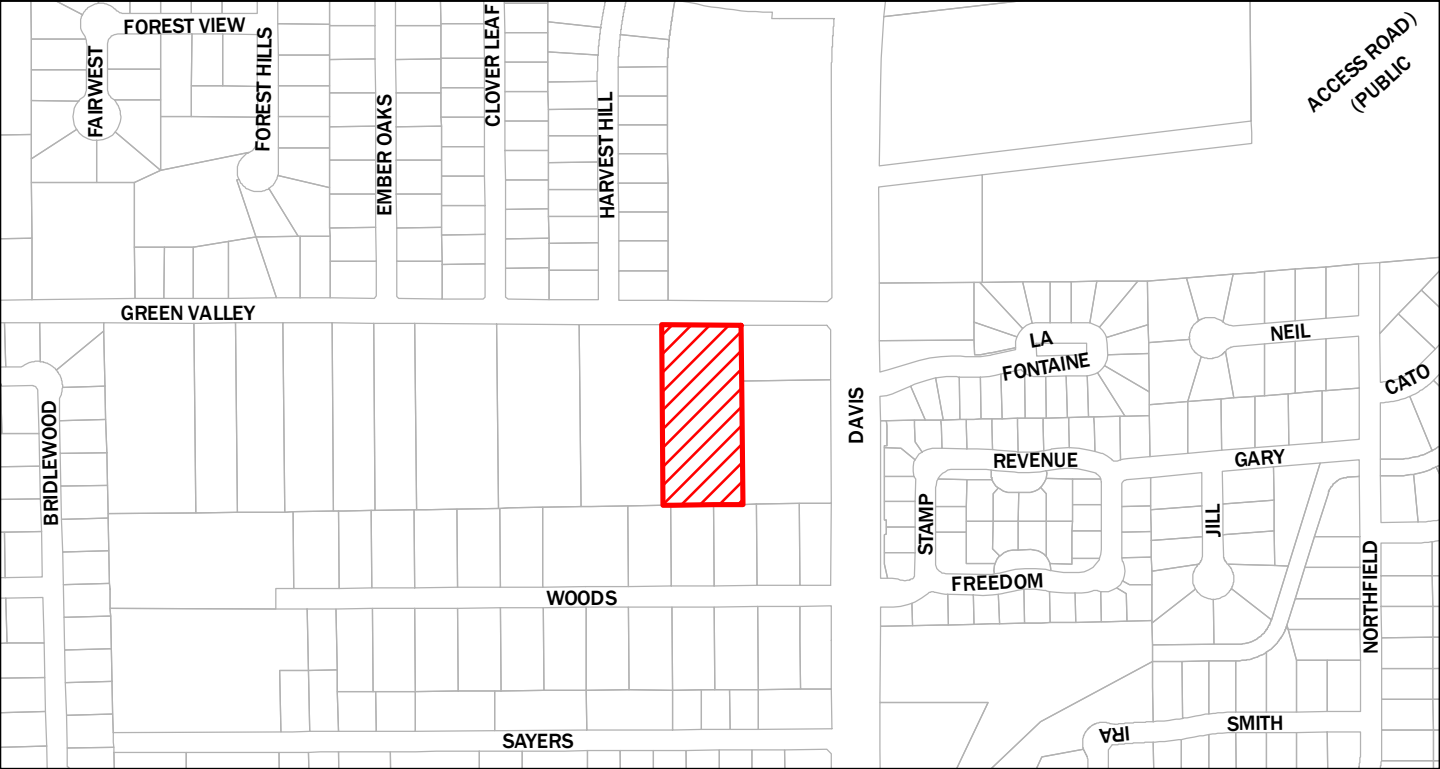 FOREST VIEW
FAIRWEST
FOREST HILLS
EMBER OAKS
CLOVER LEAF
HARVEST HILL
ACCESS ROAD)
(PUBLIC
GREEN VALLEY
LA
FONTAINE
NEIL
CATO
DAVIS
BRIDLEWOOD
REVENUE
GARY
STAMP
JILL
FREEDOM
WOODS
NORTHFIELD
SAYERS
IRA
SMITH